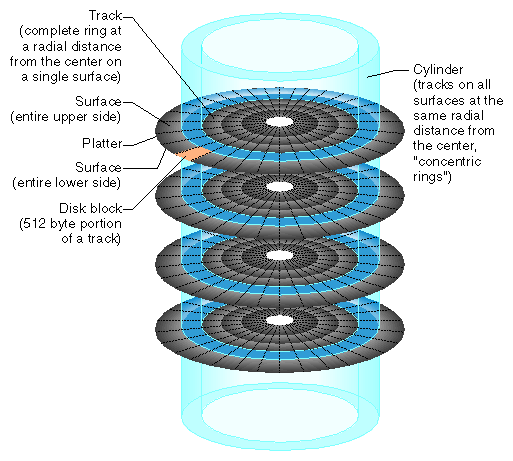 Track
(complete ring at
a radial distance
from the center on
a single surface)
Surface
(entire upper side)
Platter
Surface
(entire lower side)
Disk block
(512 byte portion
of a track)
Cylinder
(tracks on all
surfaces at the
same radial
distance from
the center,
"concentric
rings")